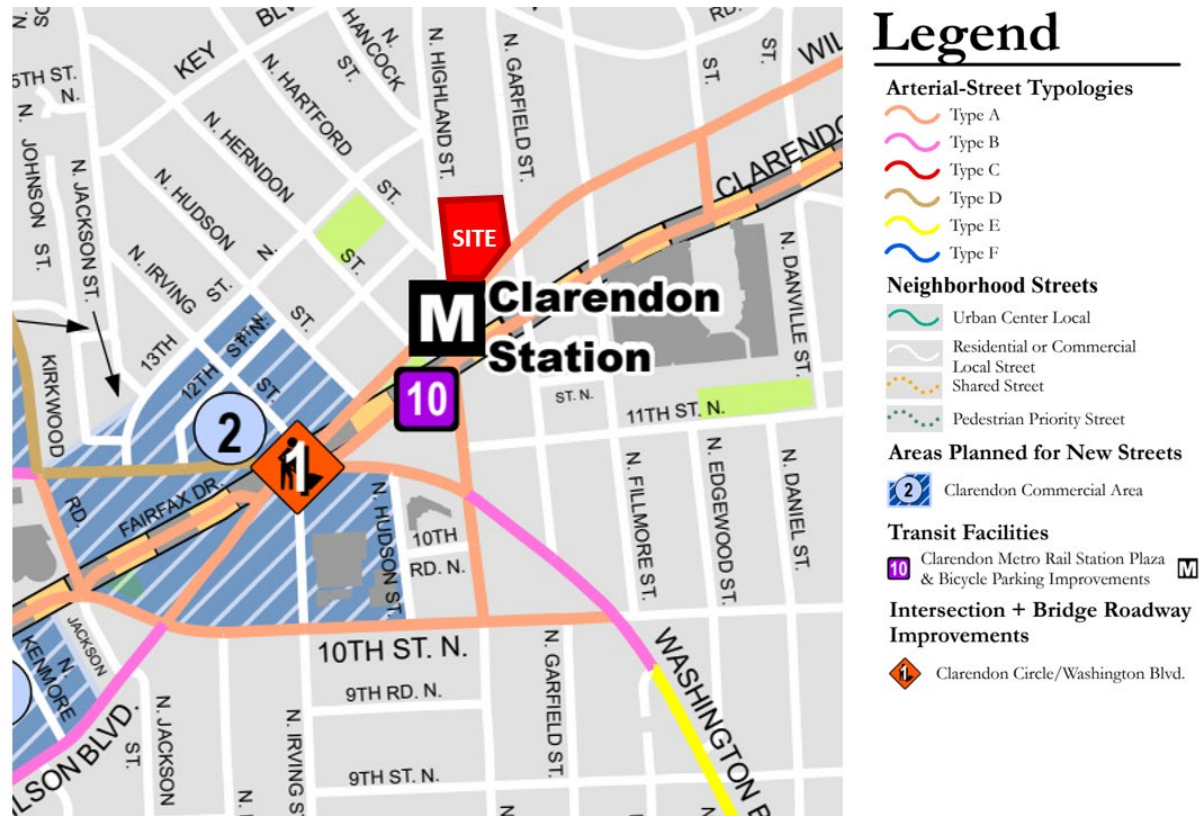 N.
SO
5TH ST.
N.
KEY
BLV
N.
HANCOCK
ST.
N. HARTFORD
ST.
N. HIGHLAND ST.
N. GARFIELD ST.
RD.
ST.
ST.
WIL
CLARENDO
N. JOHNSON ST.
N. JACKSON ST.
N. HERNDON
ST.
N. HUDSON
ST.
N. IRVING
ST.
N.
SITE
M
Clarendon
Station
10
N. DANVILLE ST.
13TH
ST. N.
12TH
ST. N.
ST.
KIRKWOOD
RD.
2
1
FAIRFAX DR.
ST. N.
11TH ST. N.
N. HUDSON ST.
10TH
RD. N.
N. FILLMORE ST.
N. EDGEWOOD ST.
N. DANIEL ST.
JACKSON
N.
KENMORE
10TH ST. N.
9TH RD. N.
9TH ST. N.
N. JACKSON
ST.
N. IRVING S
N. GARFIELD ST.
WASHINGTON B
LSON BLVD.
N.
N
N
N
Legend
Arterial-Street Typologies
Type A
Type B
Type C
Type D
Type E
Type F
Neighborhood Streets
Urban Center Local
Residential or Commercial
Local Street
Shared Street
Pedestrian Priority Street
Areas Planned for New Streets
2 Clarendon Commercial Area
Transit Facilities
10 Clarendon Metro Rail Station Plaza M
& Bicycle Parking Improvements
Intersection + Bridge Roadway
Improvements
1 Clarendon Circle/Washington Blvd.